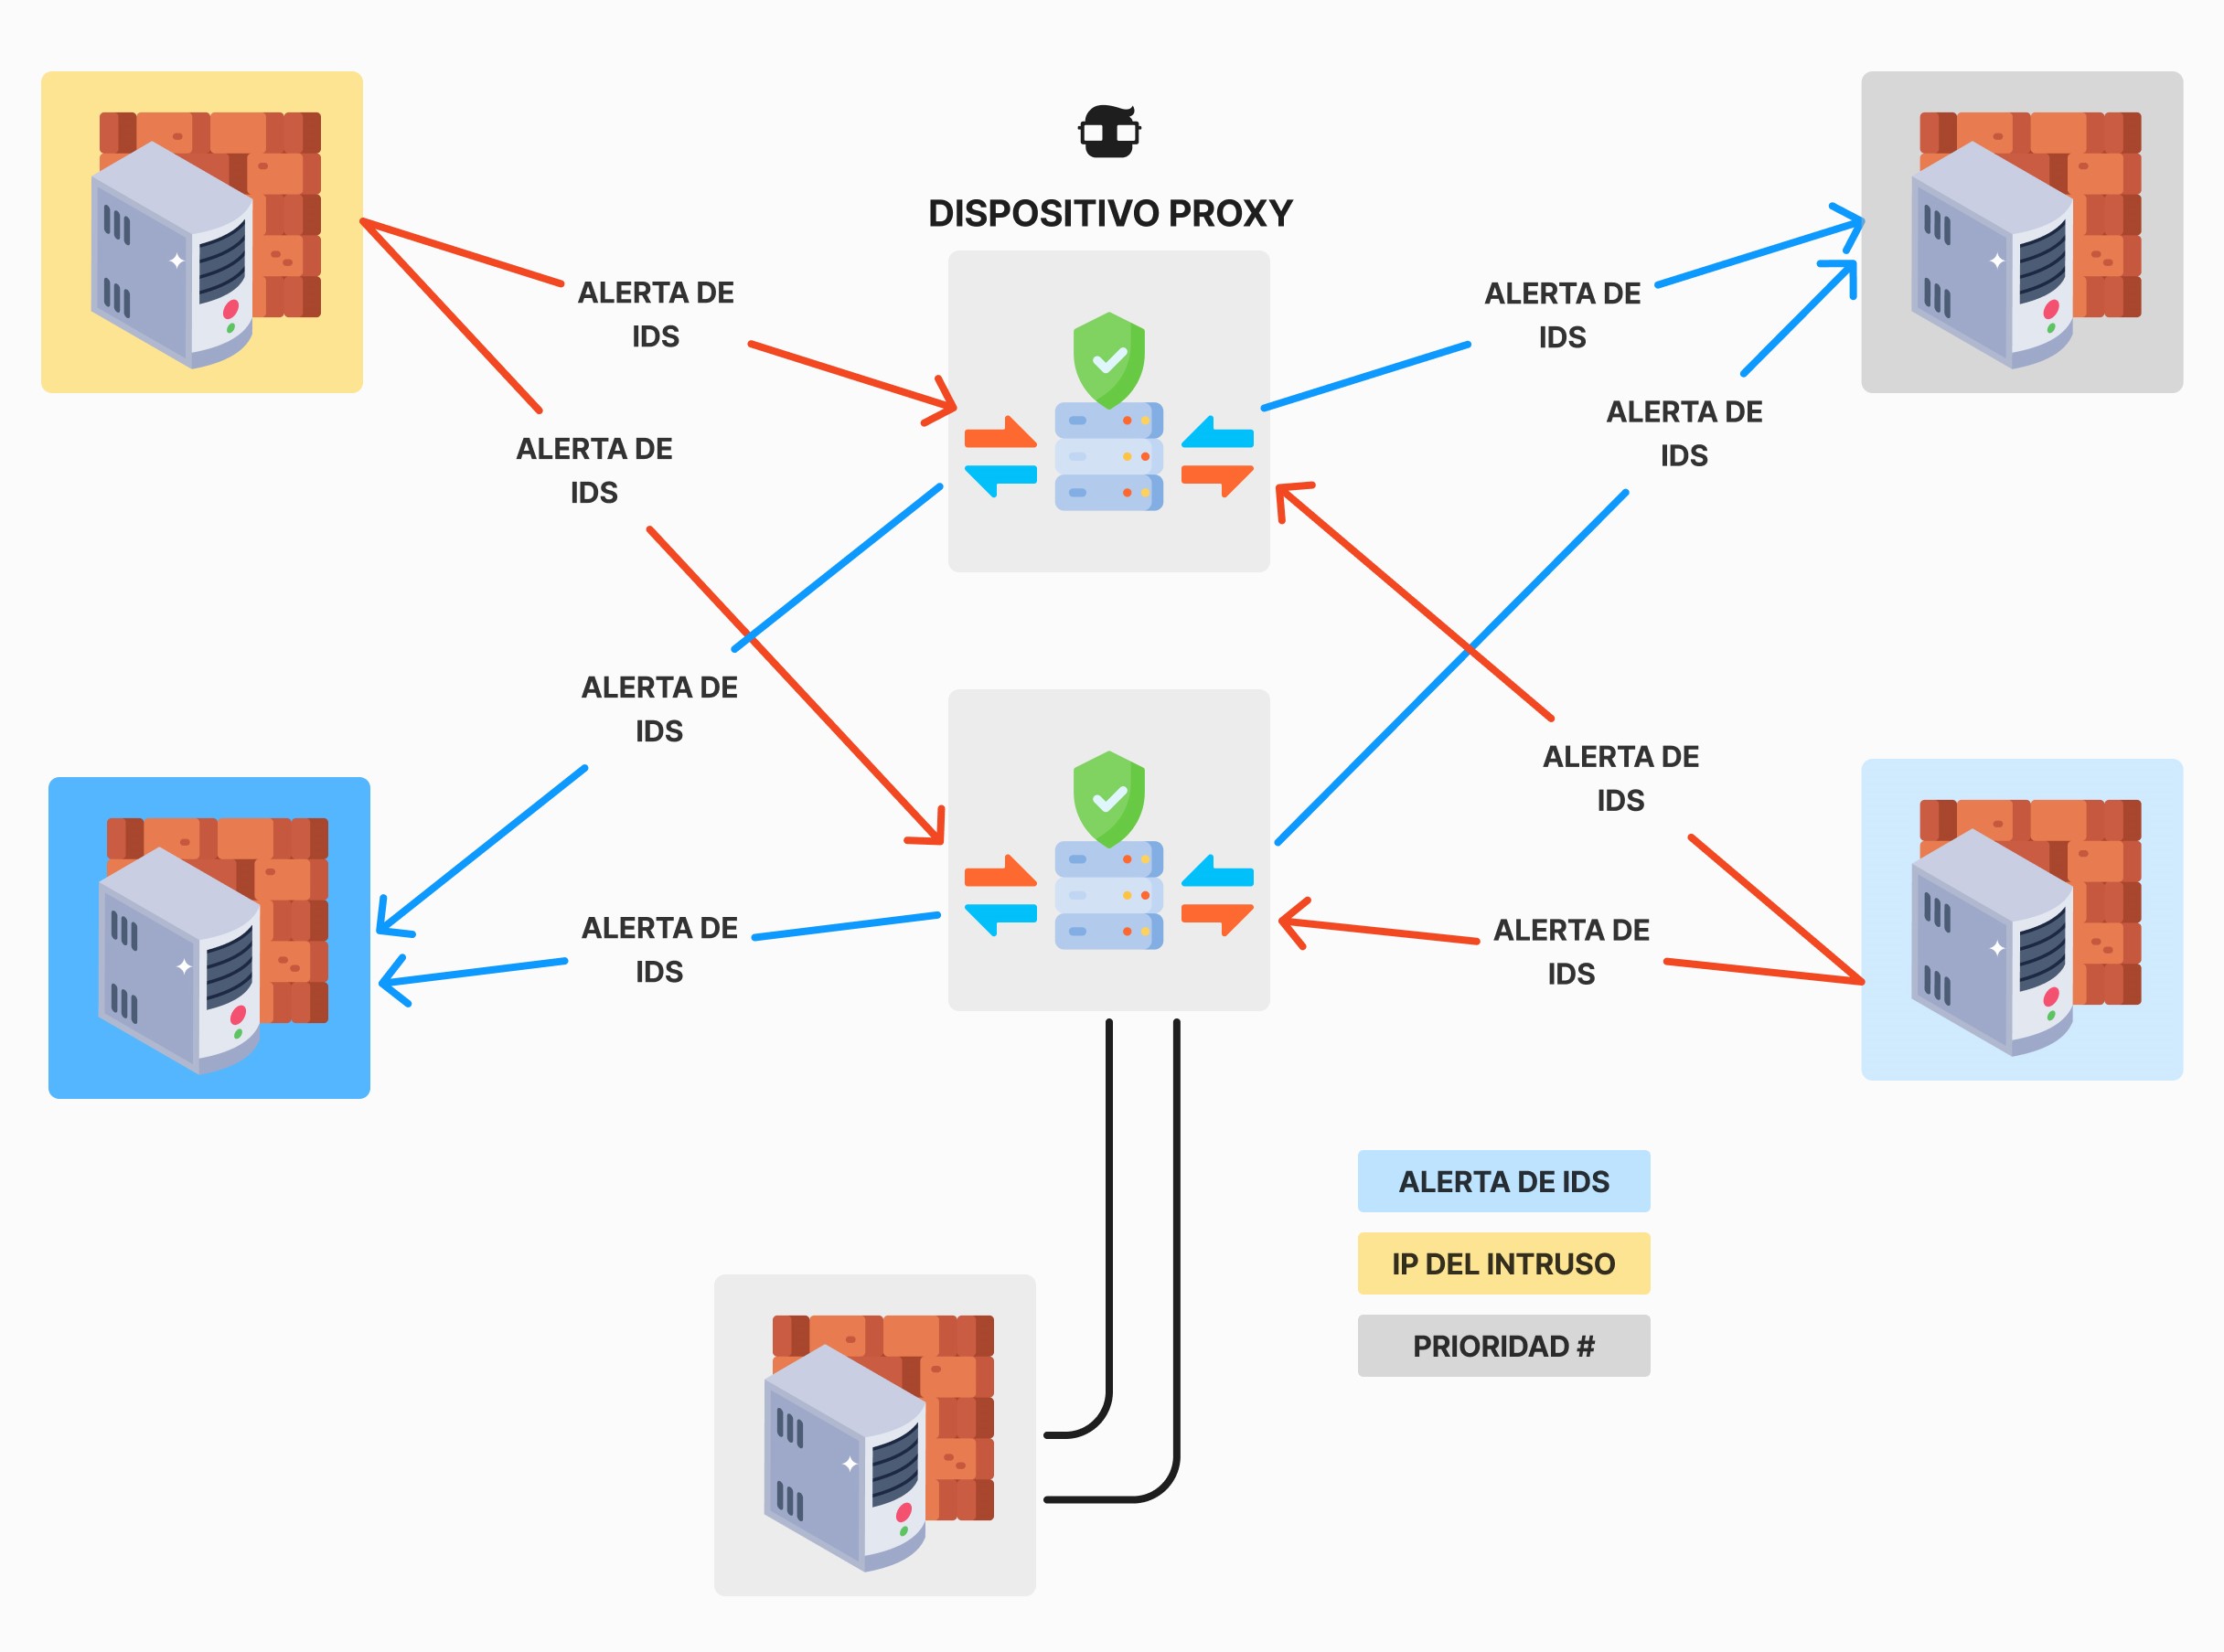 DISPOSITIVO PROXY
ALERTA DE
IDS
ALERTA DE
IDS
ALERTA DE
IDS
ALERTA DE
IDS
ALERTA DE
IDS
ALERTA DE
IDS
ALERTA DE
IDS
ALERTA DE
IDS
ALERTA DE IDS
IP DEL INTRUSO
PRIORIDAD #